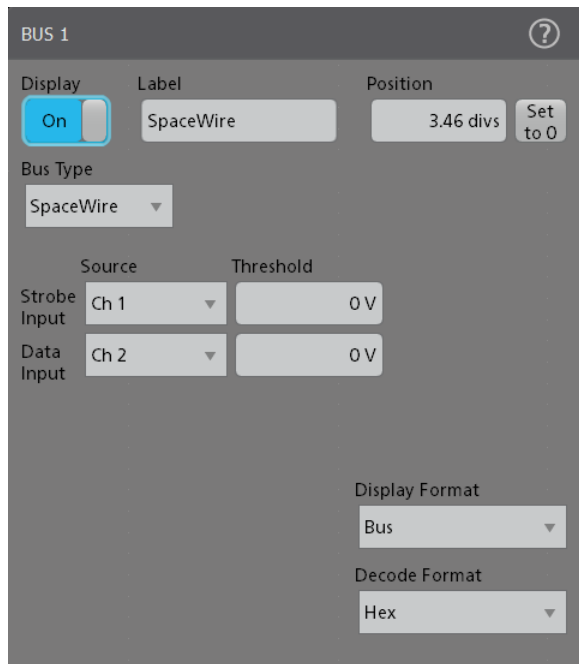 BUS 1 ?
Display Label Position
On SpaceWire 3.46 divs Set
to 0
Bus Type
SpaceWire
Source Threshold
Strobe
Input Ch 1 0 V
Data
Input Ch 2 0 V
Display Format
Bus
Decode Format
Hex